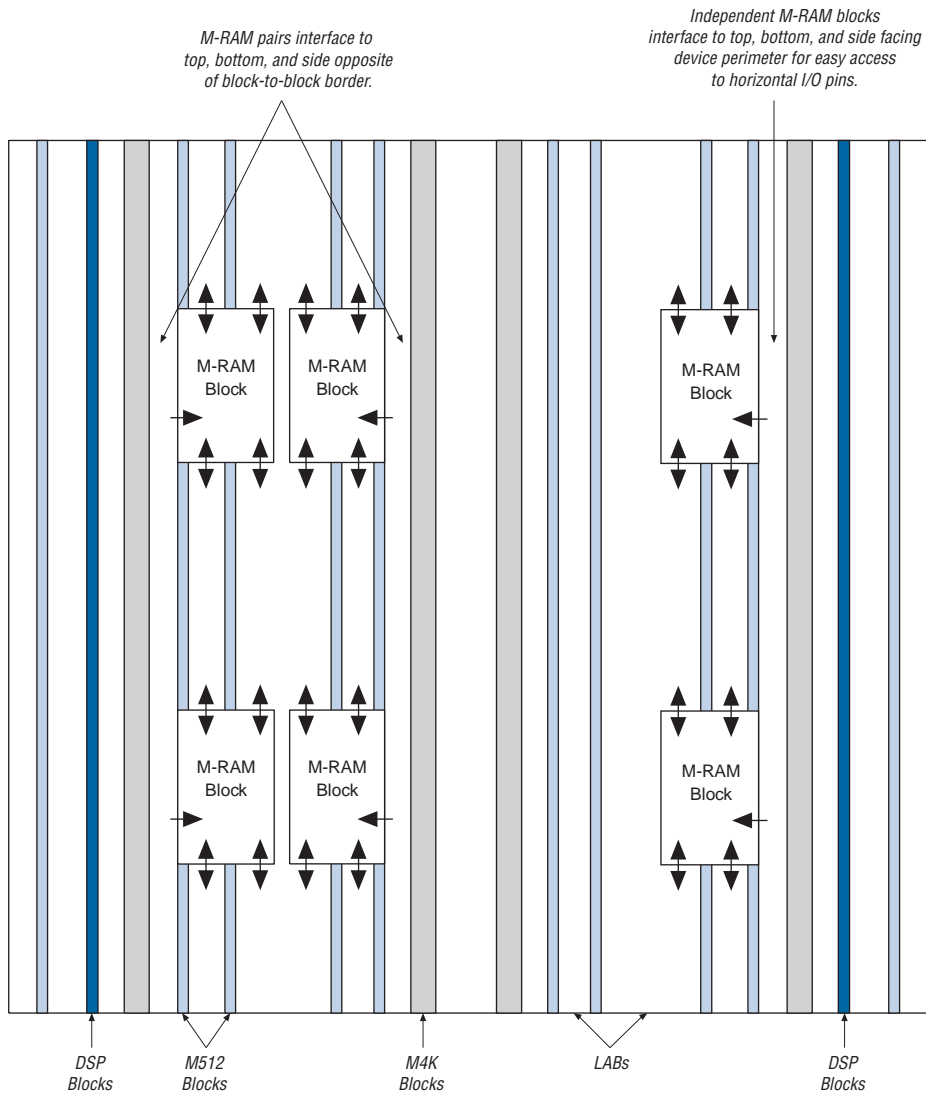 M-RAM pairs interface to
top, bottom, and side opposite
of block-to-block border.
Independent M-RAM blocks
interface to top, bottom, and side facing
device perimeter for easy access
to horizontal I/O pins.
M-RAM
Block
M-RAM
Block
M-RAM
Block
M-RAM
Block
M-RAM
Block
M-RAM
Block
DSP
Blocks
M512
Blocks
M4K
Blocks
LABs
DSP
Blocks